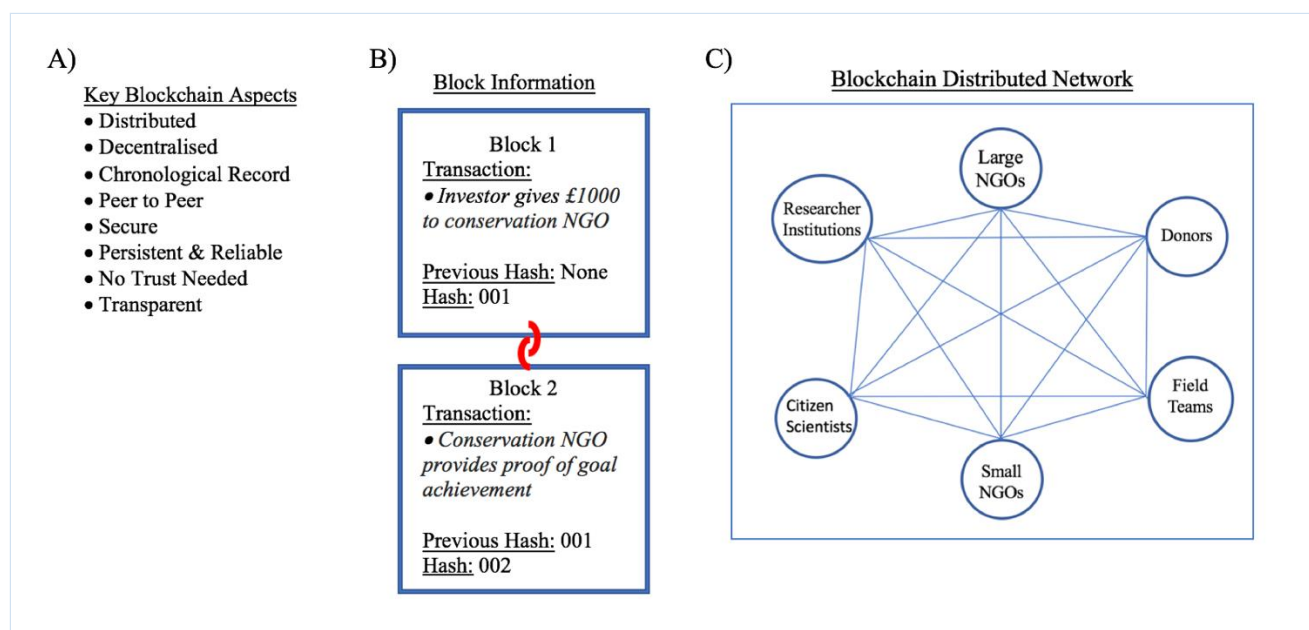 A)
Key Blockchain Aspects
• Distributed
• Decentralised
• Chronological Record
• Peer to Peer
• Secure
• Persistent & Reliable
• No Trust Needed
• Transparent
B)
Block Information
Block 1
Transaction:
• Investor gives £1000
to conservation NGO
Previous Hash: None
Hash: 001
Block 2
Transaction:
• Conservation NGO
provides proof of goal
achievement
Previous Hash: 001
Hash: 002
C)
Blockchain Distributed Network
Large
NGOs
Researcher
Institutions
Donors
Citizen
Scientists
Field
Teams
Small
NGOs